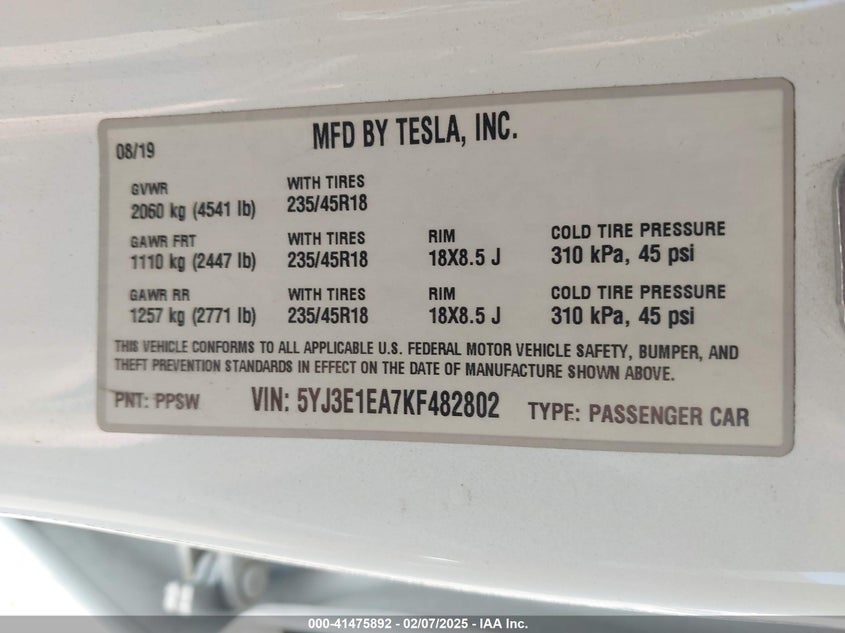 MFD BY TESLA, INC.
08/19
GVWR
2060 kg (4541 lb)
WITH TIRES
235/45R18
GAWR FRT
1110 kg (2447 lb)
WITH TIRES
235/45R18
RIM
18X8.5 J
COLD TIRE PRESSURE
310 kPa, 45 psi
GAWR RR
1257 kg (2771 lb)
WITH TIRES
235/45R18
RIM
18X8.5 J
COLD TIRE PRESSURE
310 kPa, 45 psi
THIS VEHICLE CONFORMS TO ALL APPLICABLE U.S. FEDERAL MOTOR VEHICLE SAFETY, BUMPER, AND
THEFT PREVENTION STANDARDS IN EFFECT ON THE DATE OF MANUFACTURE SHOWN ABOVE.
PNT: PPSW VIN: 5YJ3E1EA7KF482802 TYPE: PASSENGER CAR
000-41475892 — 02/07/2025 — IAA Inc.